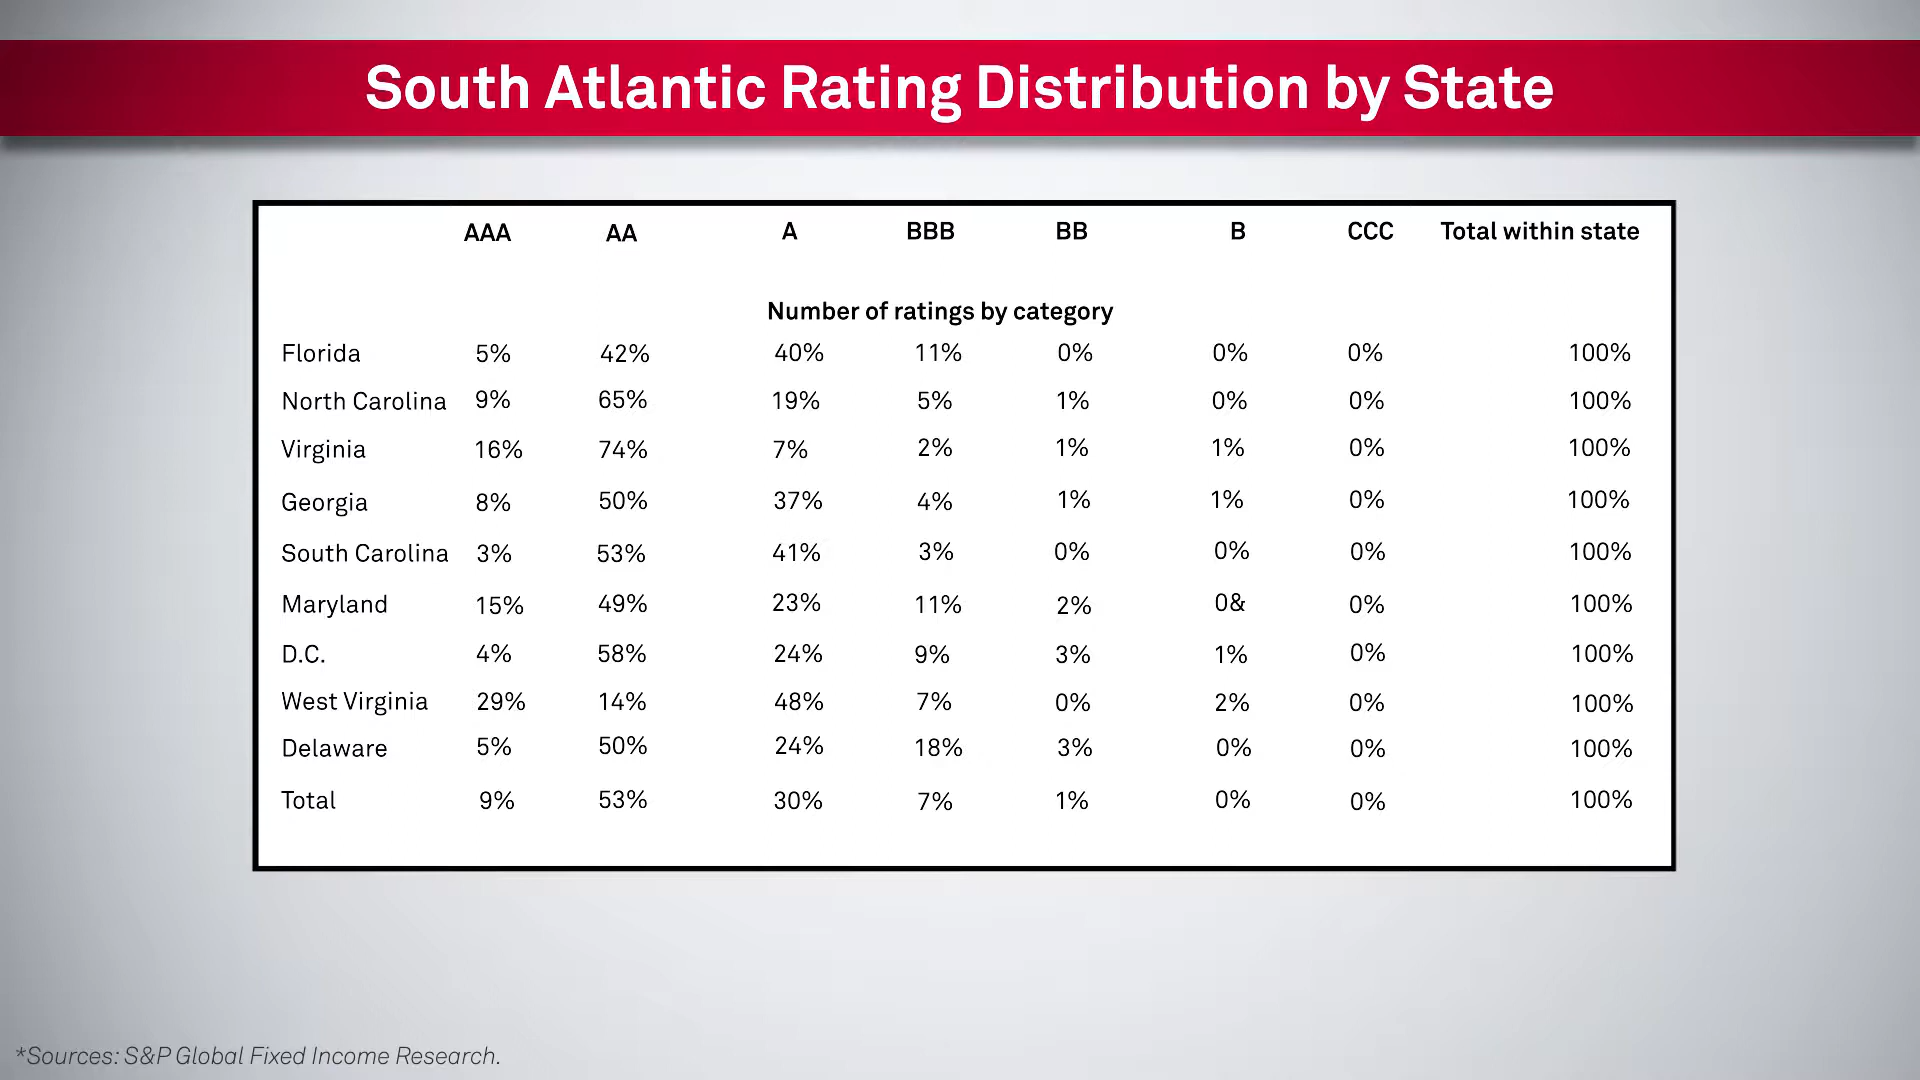 South Atlantic Rating Distribution by State
AAA AA A BBB BB B CCC Total within state
Number of ratings by category
Florida 5% 42% 40% 11% 0% 0% 0% 100%
North Carolina 9% 65% 19% 5% 1% 0% 0% 100%
Virginia 16% 74% 7% 2% 1% 1% 0% 100%
Georgia 8% 50% 37% 4% 1% 1% 0% 100%
South Carolina 3% 53% 41% 3% 0% 0% 0% 100%
Maryland 15% 49% 23% 11% 2% 0& 0% 100%
D.C. 4% 58% 24% 9% 3% 1% 0% 100%
West Virginia 29% 14% 48% 7% 0% 2% 0% 100%
Delaware 5% 50% 24% 18% 3% 0% 0% 100%
Total 9% 53% 30% 7% 1% 0% 0% 100%
*Sources: S&P Global Fixed Income Research.